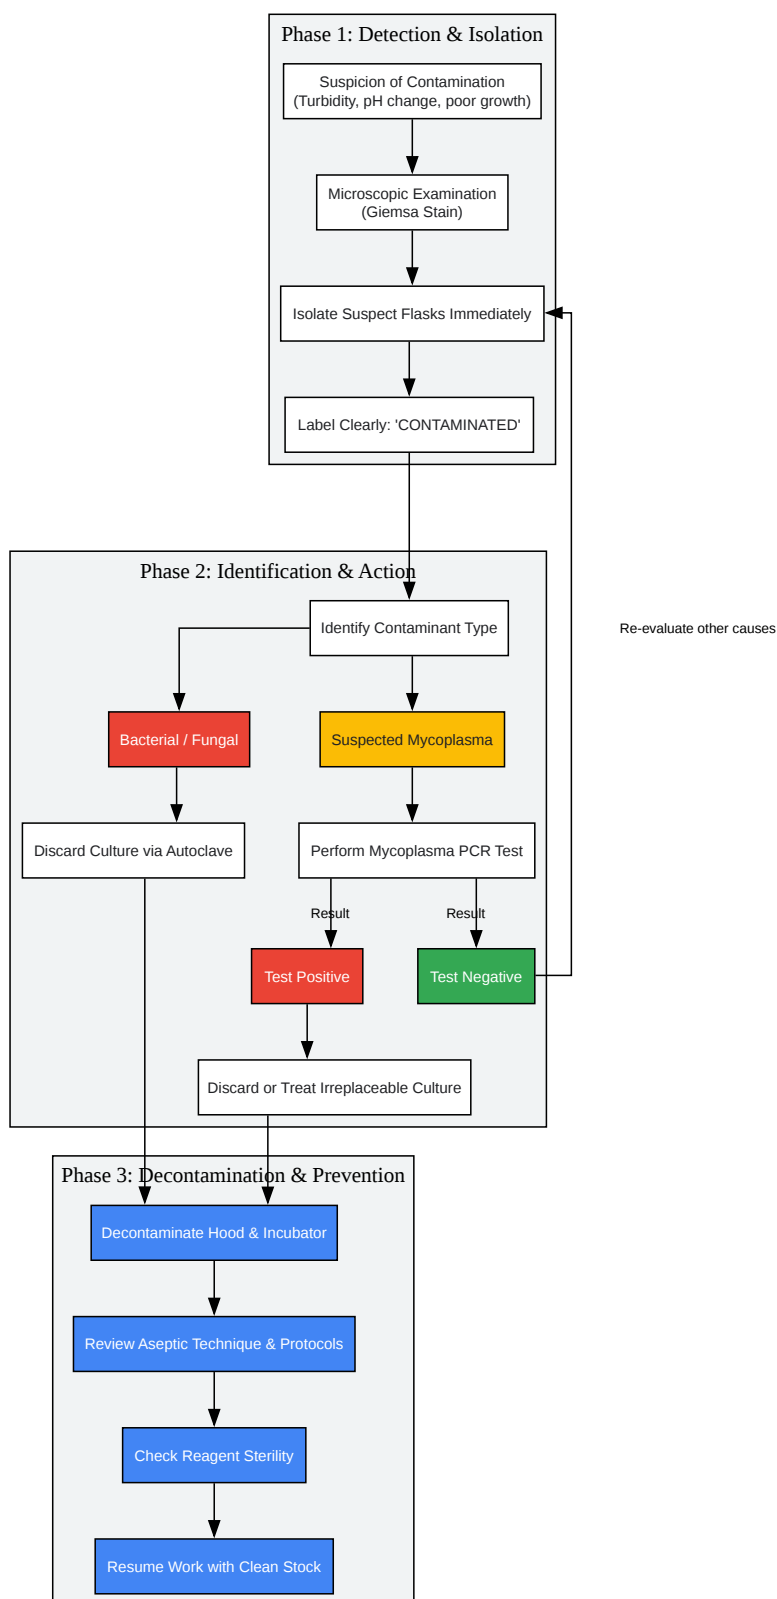 Phase 1: Detection & Isolation
Suspicion of Contamination
(Turbidity, pH change, poor growth)
Microscopic Examination
(Giemsa Stain)
Isolate Suspect Flasks Immediately
Label Clearly: 'CONTAMINATED'
Phase 2: Identification & Action
Identify Contaminant Type
Re-evaluate other causes
Bacterial / Fungal
Suspected Mycoplasma
Discard Culture via Autoclave
Perform Mycoplasma PCR Test
Result
Result
Test Positive
Test Negative
Discard or Treat Irreplaceable Culture
Phase 3: Decontamination & Prevention
Decontaminate Hood & Incubator
Review Aseptic Technique & Protocols
Check Reagent Sterility
Resume Work with Clean Stock